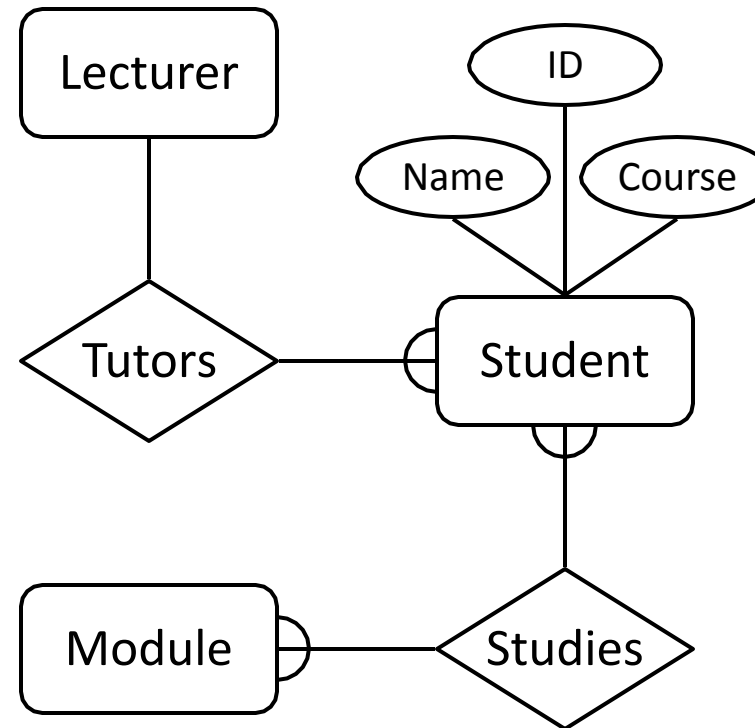 Lecturer
ID
Name
Course
Tutors
Student
Module
Studies